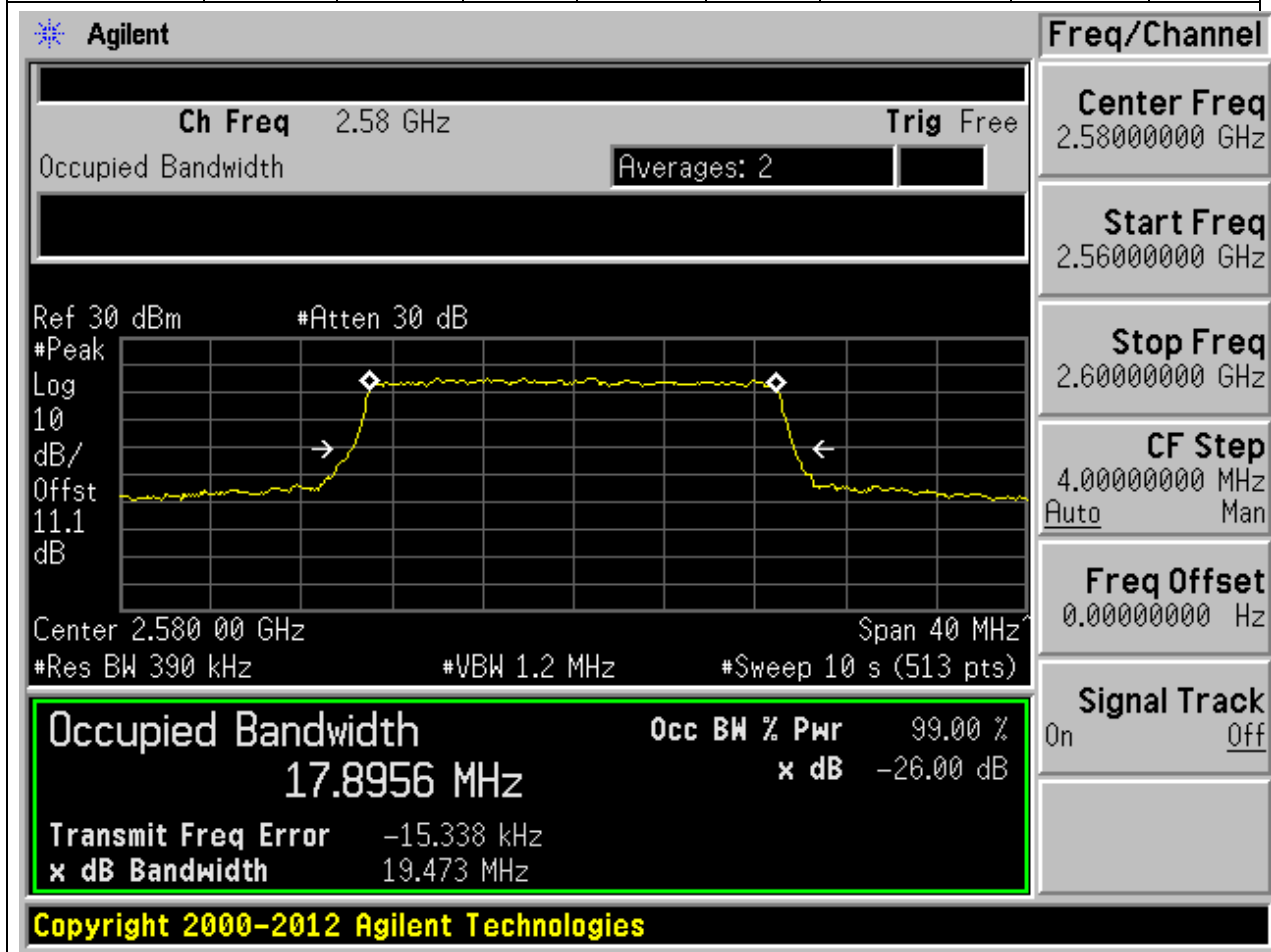 Agilent
Freq/Channel
Ch Freq 2.58 GHz Trig Free
Occupied Bandwidth Averages: 2
Ref 30 dBm #Atten 30 dB
#Peak
Log
10
dB/
Offst
11.1
dB
Center 2.580 00 GHz Span 40 MHz^
#Res BW 390 kHz #VBW 1.2 MHz #Sweep 10 s (513 pts)
Occupied Bandwidth
17.8956 MHz
Occ BW % Pwr 99.00 %
x dB -26.00 dB
Transmit Freq Error -15.338 kHz
x dB Bandwidth 19.473 MHz
Center Freq
2.58000000 GHz
Start Freq
2.56000000 GHz
Stop Freq
2.60000000 GHz
CF Step
4.00000000 MHz
Auto Man
Freq Offset
0.00000000 Hz
Signal Track
On Off
Copyright 2000-2012 Agilent Technologies